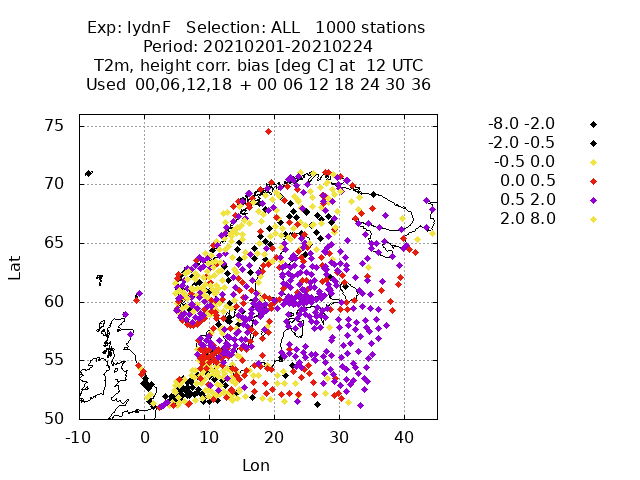 Exp: IydnF   Selection: ALL   1000 stations
Period: 20210201-20210224
T2m, height corr. bias [deg C] at  12 UTC
Used  00,06,12,18  + 00 06 12 18 24 30 36
-8.0 -2.0
-2.0 -0.5
-0.5 0.0
0.0 0.5
0.5 2.0
2.0 8.0
75
70
65
60
55
50
Lat
-10 0 10 20 30 40
Lon